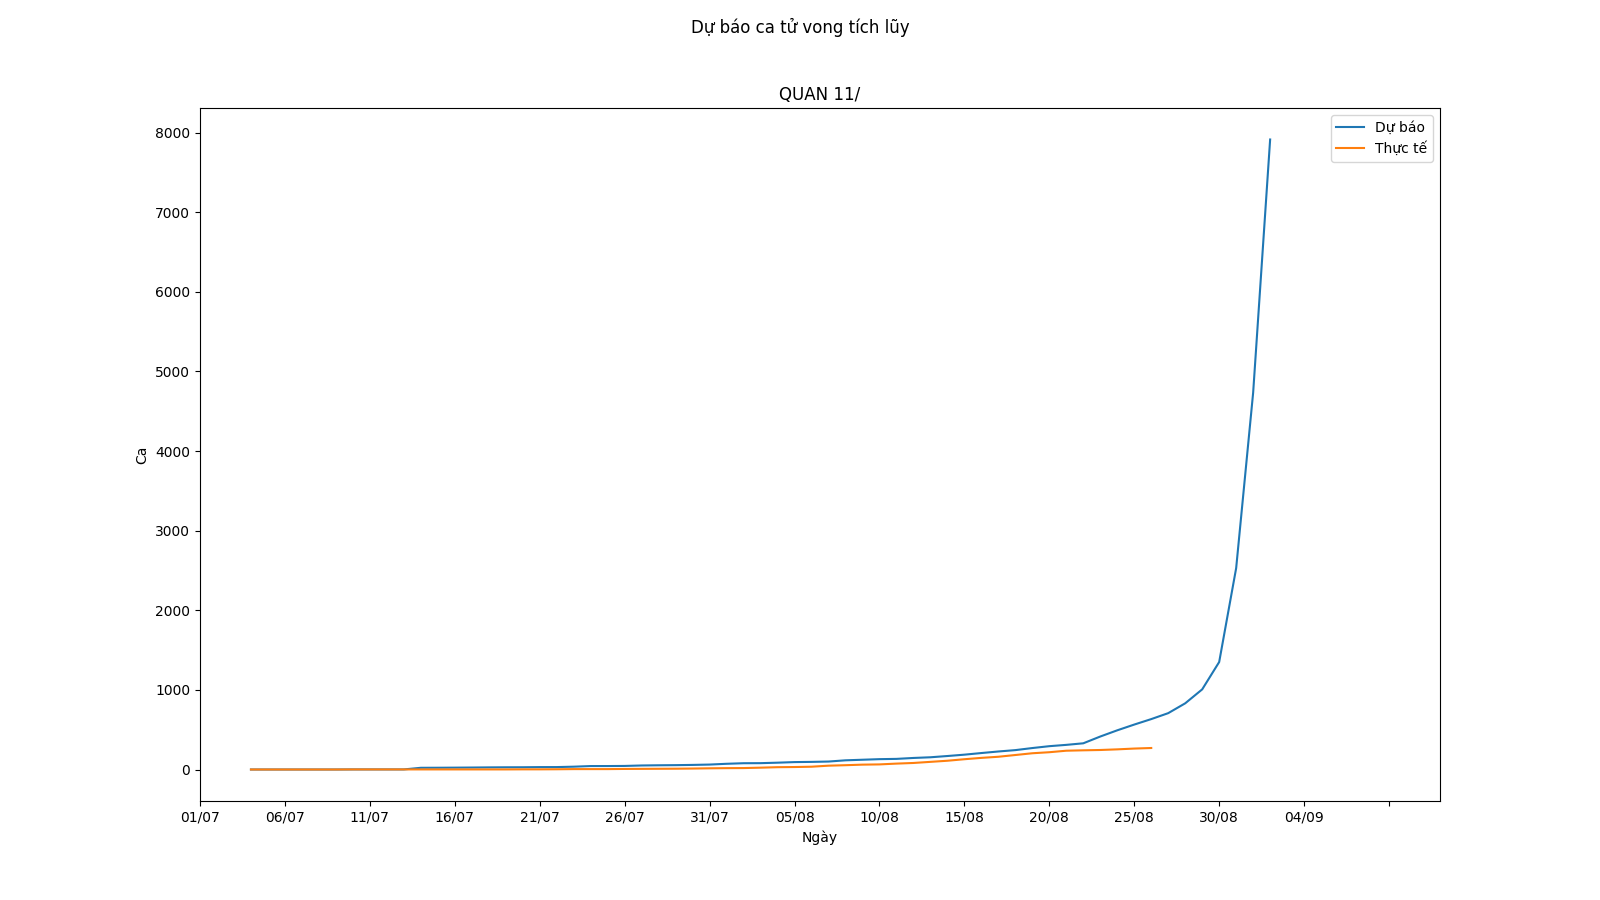 Dự báo ca tử vong tích lũy
QUAN 11/
Dự báo
Thực tế
8000
7000
6000
5000
4000
3000
2000
1000
0
Ca
01/07 06/07 11/07 16/07 21/07 26/07 31/07 05/08 10/08 15/08 20/08 25/08 30/08 04/09
Ngày